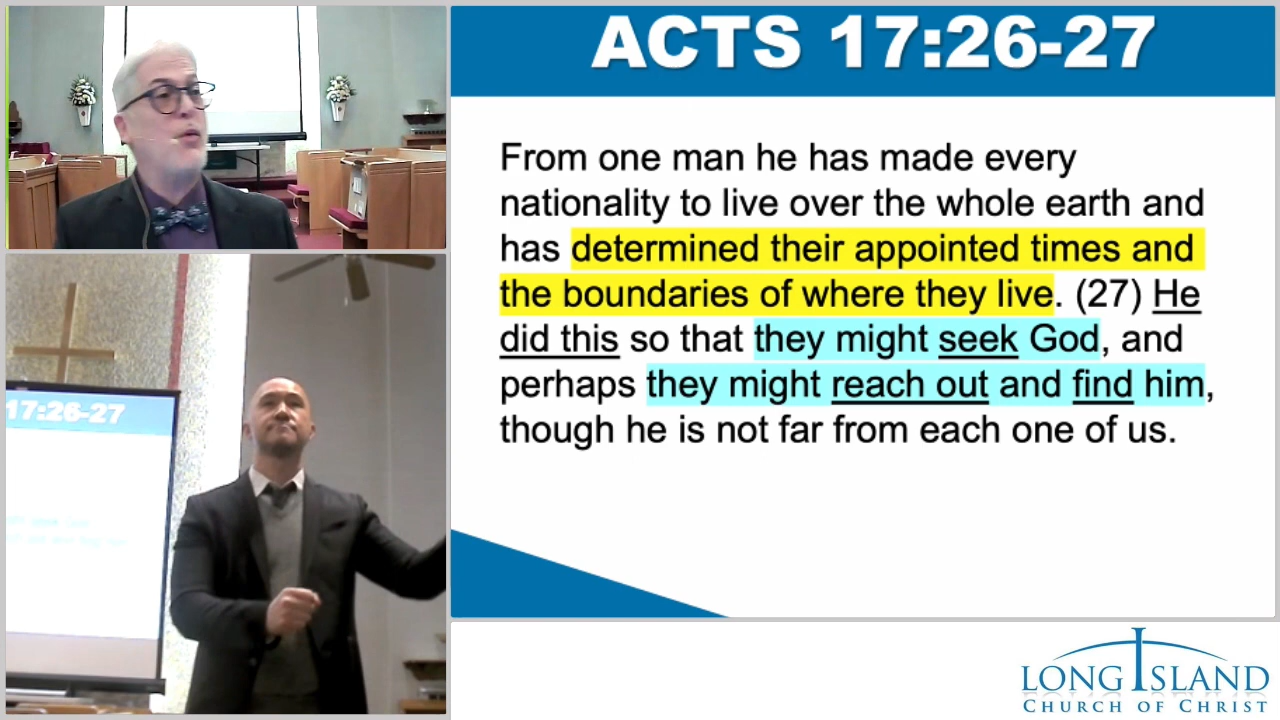 ACTS 17:26-27
From one man he has made every
nationality to live over the whole earth and
has determined their appointed times and
the boundaries of where they live. (27) He
did this so that they might seek God, and
perhaps they might reach out and find him,
though he is not far from each one of us.
17:26-27
LONG ISLAND
CHURCH OF CHRIST